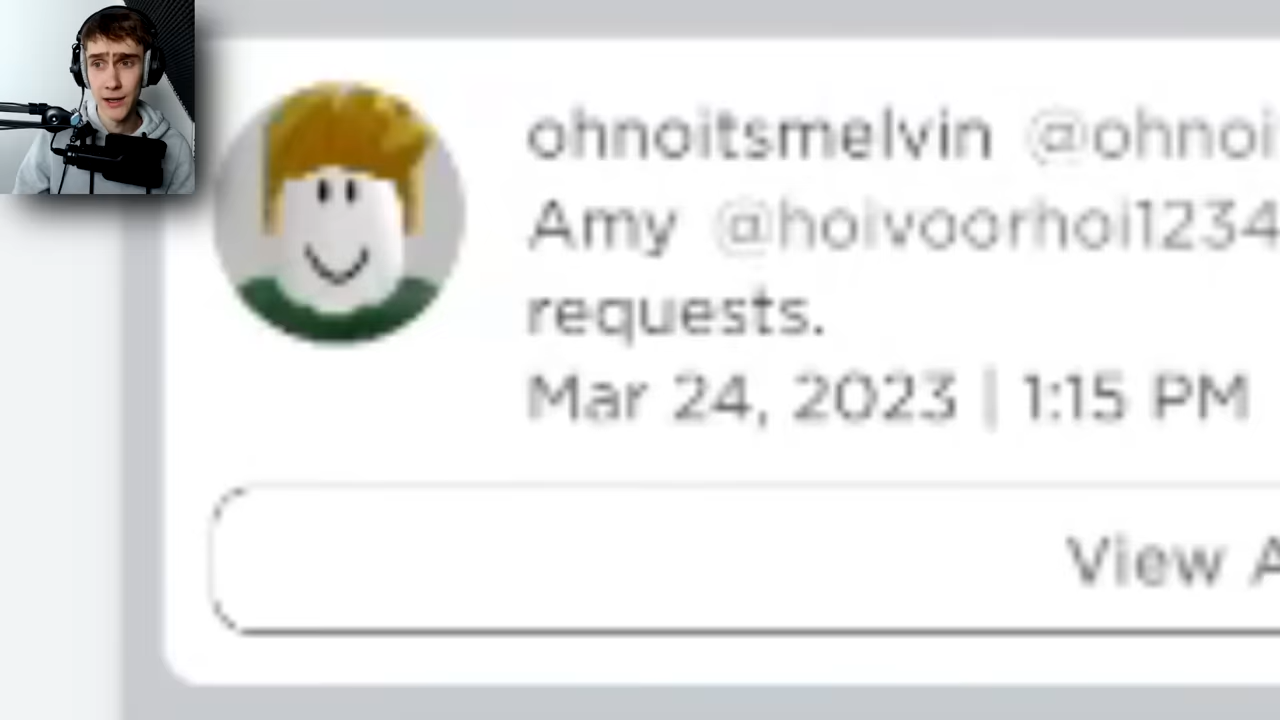 ohnoitsmelvin @ohnoi
Amy @hoivoorhoi1234
requests.
Mar 24, 2023 | 1:15 PM
View A